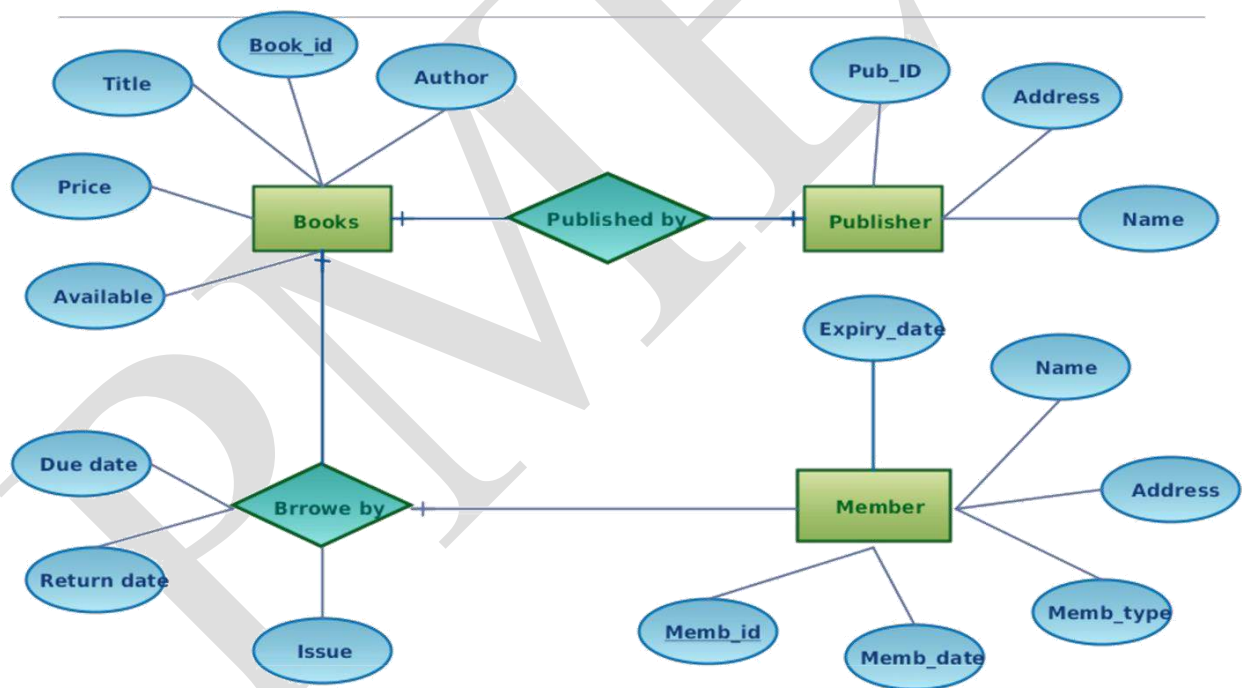 Book_id
Title
Author
Pub_ID
Address
Price
Books
Published by
Publisher
Name
Available
Expiry_date
Name
Due date
Brrowe by
Member
Address
Return date
Memb_type
Issue
Memb_id
Memb_date